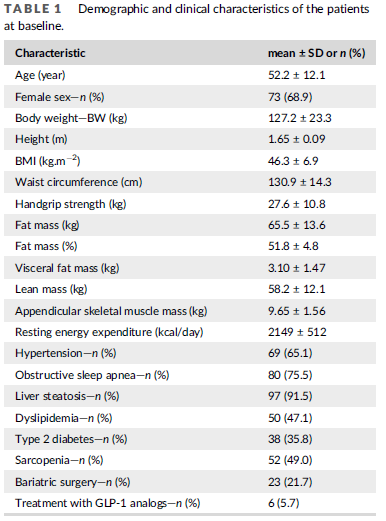 TABLE 1 Demographic and clinical characteristics of the patients
at baseline.
Characteristic mean ± SD or n (%)
Age (year) 52.2 ± 12.1
Female sex—n (%) 73 (68.9)
Body weight—BW (kg) 127.2 ± 23.3
Height (m) 1.65 ± 0.09
BMI (kg.m⁻²) 46.3 ± 6.9
Waist circumference (cm) 130.9 ± 14.3
Handgrip strength (kg) 27.6 ± 10.8
Fat mass (kg) 65.5 ± 13.6
Fat mass (%) 51.8 ± 4.8
Visceral fat mass (kg) 3.10 ± 1.47
Lean mass (kg) 58.2 ± 12.1
Appendicular skeletal muscle mass (kg) 9.65 ± 1.56
Resting energy expenditure (kcal/day) 2149 ± 512
Hypertension—n (%) 69 (65.1)
Obstructive sleep apnea—n (%) 80 (75.5)
Liver steatosis—n (%) 97 (91.5)
Dyslipidemia—n (%) 50 (47.1)
Type 2 diabetes—n (%) 38 (35.8)
Sarcopenia—n (%) 52 (49.0)
Bariatric surgery—n (%) 23 (21.7)
Treatment with GLP-1 analogs—n (%) 6 (5.7)